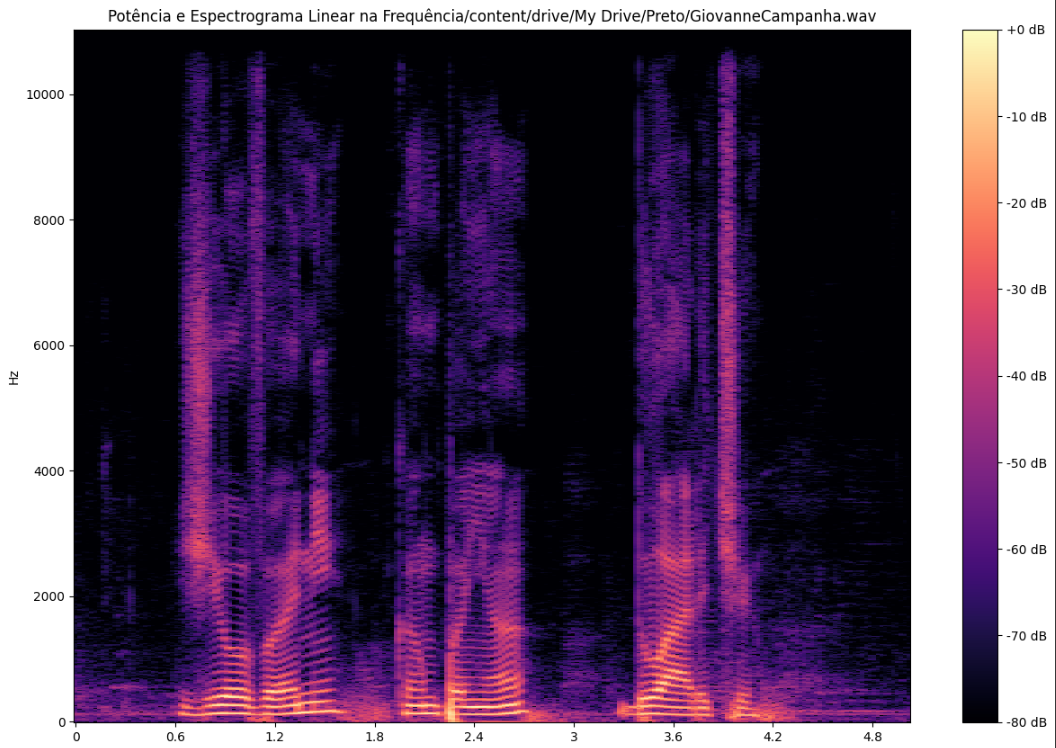 Potência e Espectrograma Linear na Frequência/content/drive/My Drive/Preto/GiovanneCampanha.wav
+0 dB
10000
-10 dB
8000
-20 dB
6000
-30 dB
Hz
-40 dB
4000
-50 dB
-60 dB
2000
-70 dB
0
-80 dB
0 0.6 1.2 1.8 2.4 3 3.6 4.2 4.8